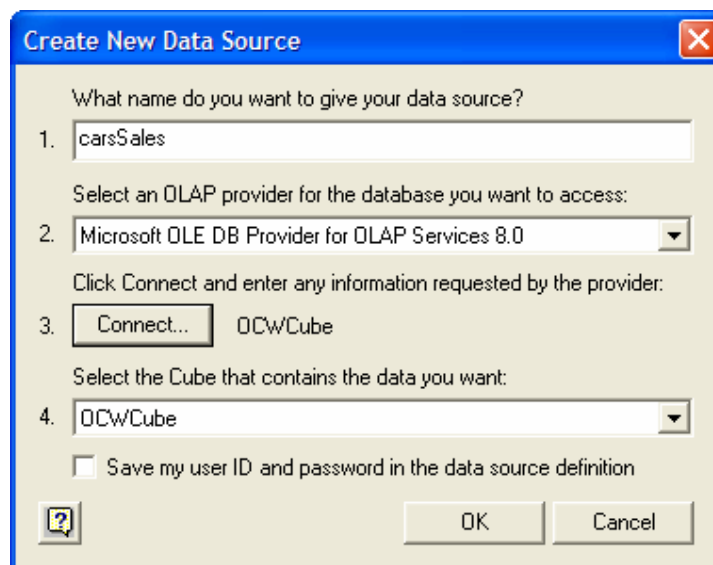 Create New Data Source
What name do you want to give your data source?
1. carsSales
Select an OLAP provider for the database you want to access:
2. Microsoft OLE DB Provider for OLAP Services 8.0
Click Connect and enter any information requested by the provider:
3. Connect... OCWCube
Select the Cube that contains the data you want:
4. OCWCube
Save my user ID and password in the data source definition
? OK Cancel